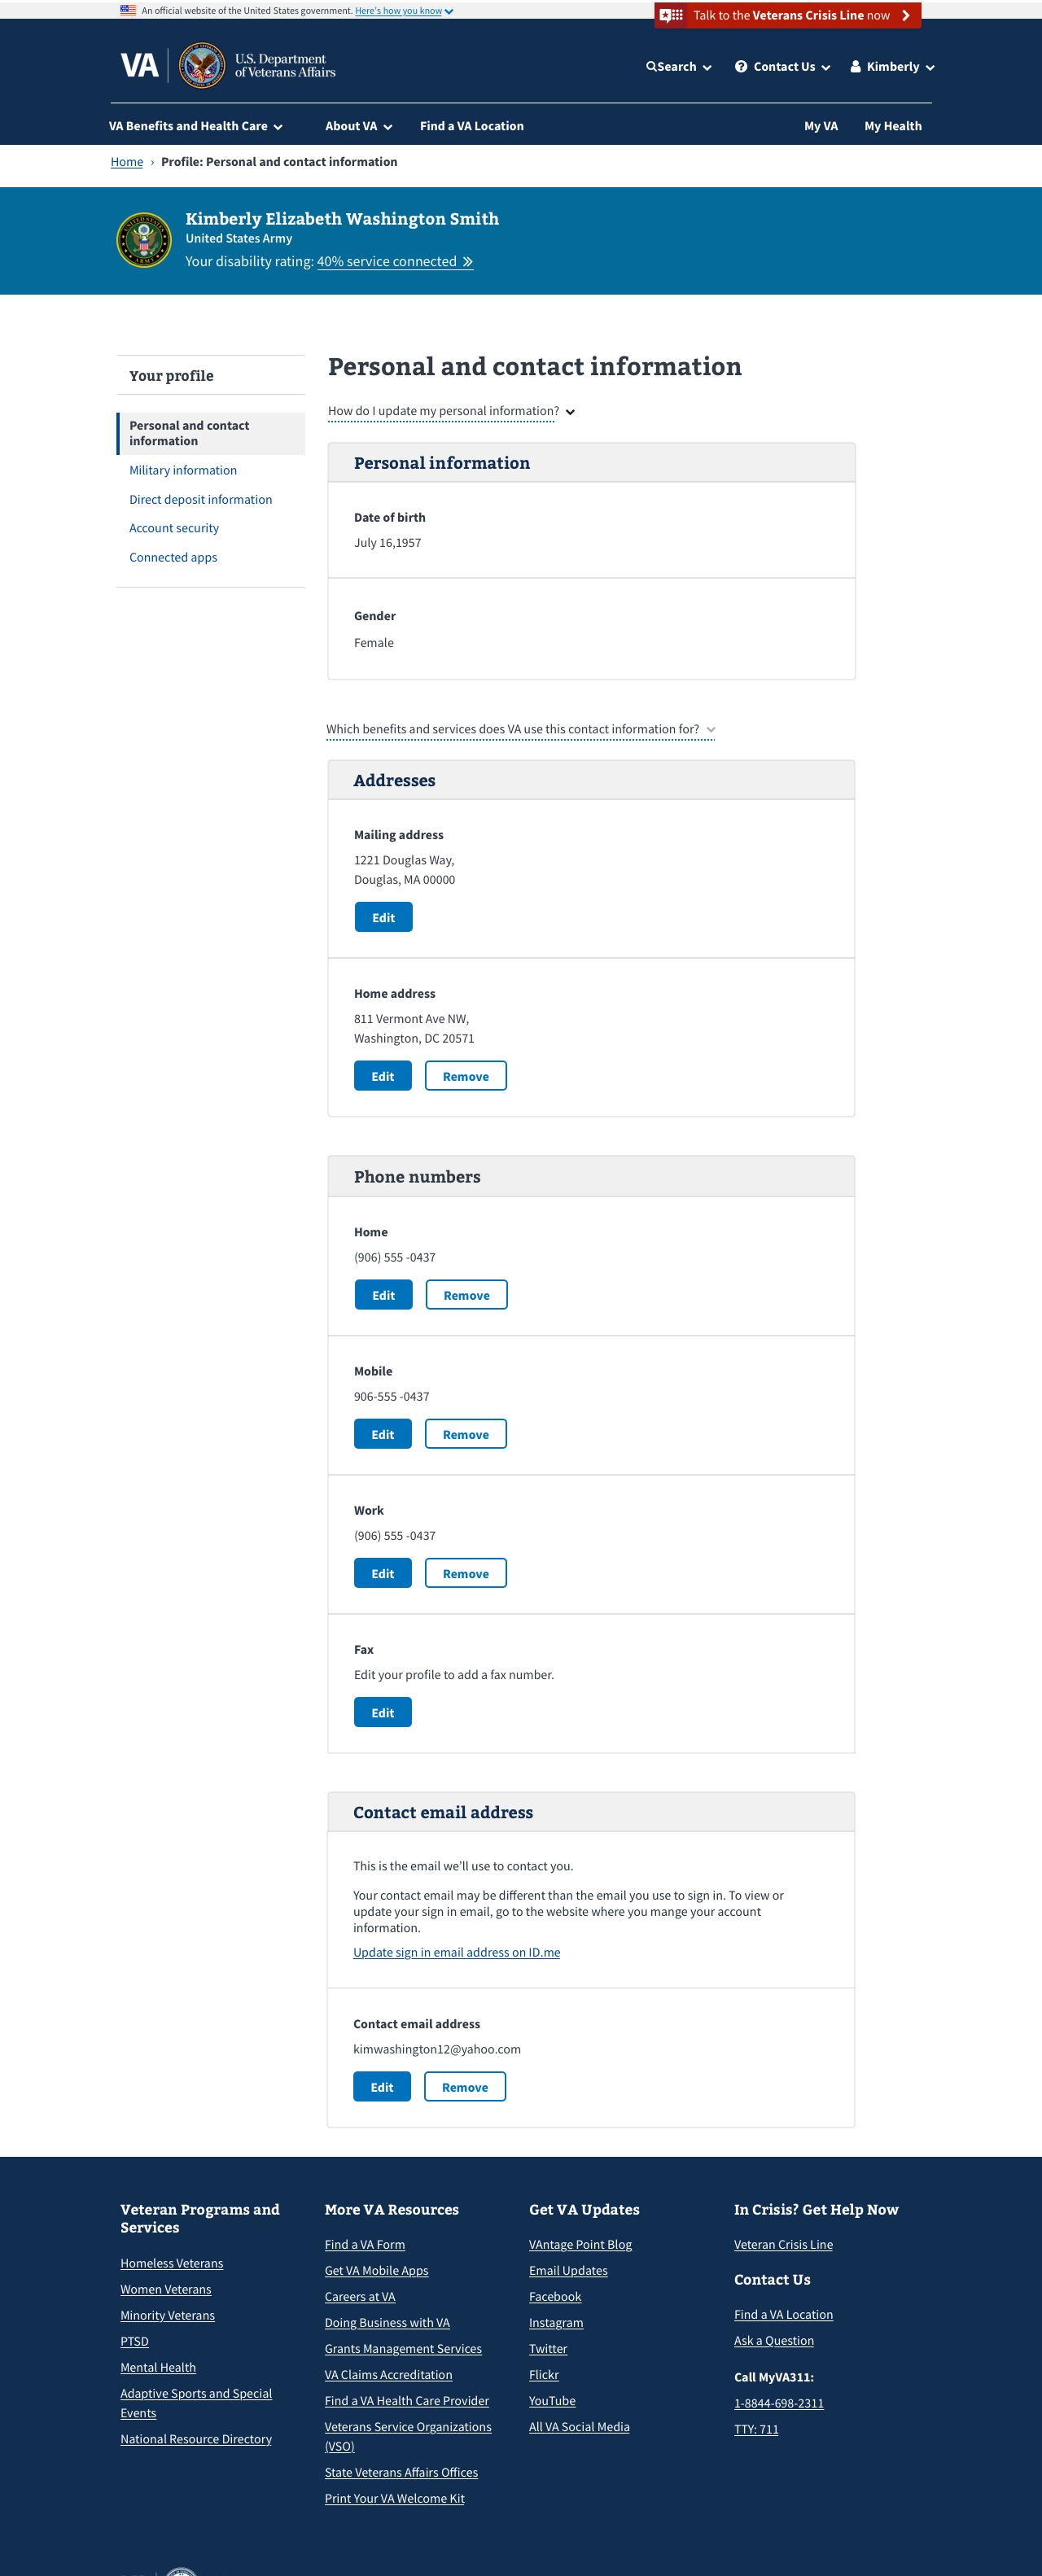 An official website of the United States government. Here's how you know
Talk to the Veterans Crisis Line now
VA
U.S. Department
of Veterans Affairs
Search
Contact Us
Kimberly
VA Benefits and Health Care
About VA
Find a VA Location
My VA
My Health
Home › Profile: Personal and contact information
Kimberly Elizabeth Washington Smith
United States Army
Your disability rating: 40% service connected
Your profile
Personal and contact
information
Military information
Direct deposit information
Account security
Connected apps
Personal and contact information
How do I update my personal information?
Personal information
Date of birth
July 16,1957
Gender
Female
Which benefits and services does VA use this contact information for?
Addresses
Mailing address
1221 Douglas Way,
Douglas, MA 00000
Edit
Home address
811 Vermont Ave NW,
Washington, DC 20571
Edit Remove
Phone numbers
Home
(906) 555 -0437
Edit Remove
Mobile
906-555 -0437
Edit Remove
Work
(906) 555 -0437
Edit Remove
Fax
Edit your profile to add a fax number.
Edit
Contact email address
This is the email we'll use to contact you.
Your contact email may be different than the email you use to sign in. To view or
update your sign in email, go to the website where you mange your account
information.
Update sign in email address on ID.me
Contact email address
kimwashington12@yahoo.com
Edit Remove
Veteran Programs and
Services
Homeless Veterans
Women Veterans
Minority Veterans
PTSD
Mental Health
Adaptive Sports and Special
Events
National Resource Directory
More VA Resources
Find a VA Form
Get VA Mobile Apps
Careers at VA
Doing Business with VA
Grants Management Services
VA Claims Accreditation
Find a VA Health Care Provider
Veterans Service Organizations
(VSO)
State Veterans Affairs Offices
Print Your VA Welcome Kit
Get VA Updates
VAntage Point Blog
Email Updates
Facebook
Instagram
Twitter
Flickr
YouTube
All VA Social Media
In Crisis? Get Help Now
Veteran Crisis Line
Contact Us
Find a VA Location
Ask a Question
Call MyVA311:
1-8844-698-2311
TTY: 711